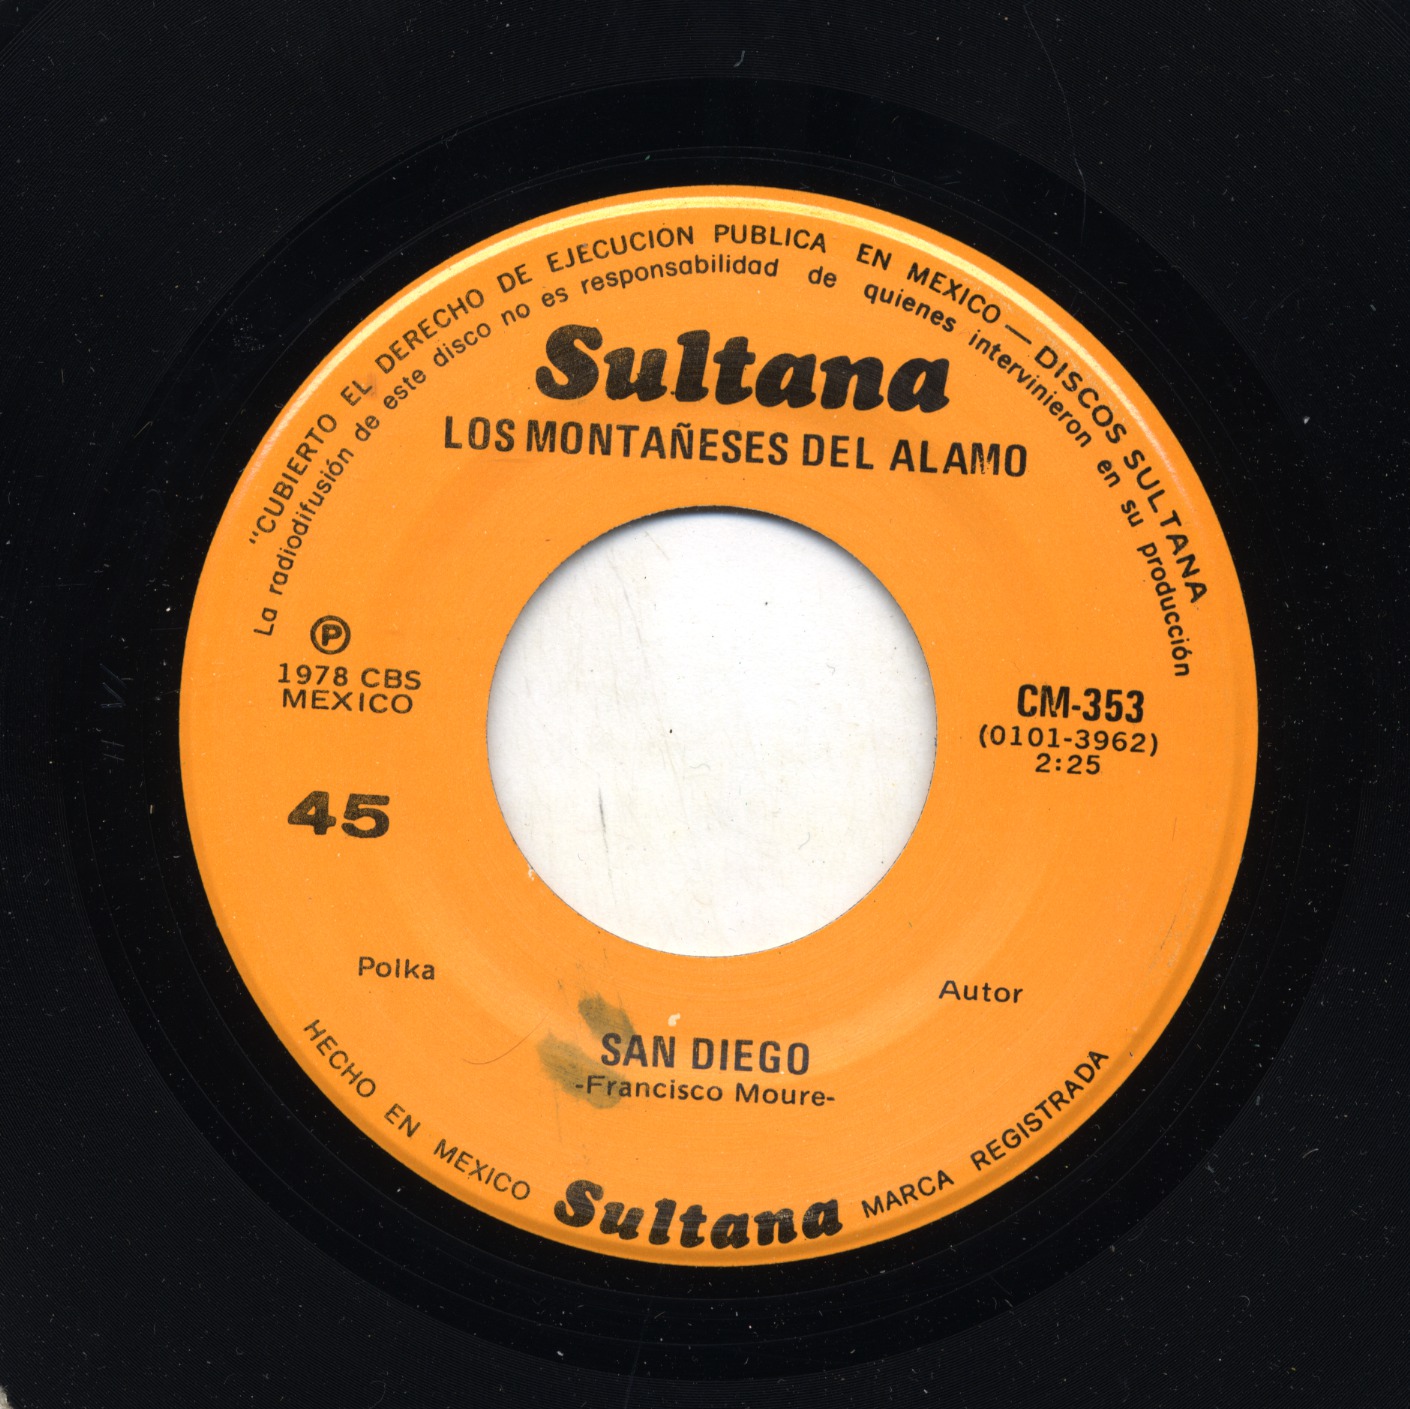 "CUBIERTO EL DERECHO DE EJECUCION PUBLICA EN MEXICO — DISCOS SULTANA
La radiodifusión de este disco no es responsabilidad de quienes intervinieron en su producción
Sultana
LOS MONTAÑESES DEL ALAMO
Ⓟ
1978 CBS
MEXICO
CM-353
(0101-3962)
2:25
45
Polka
Autor
SAN DIEGO
-Francisco Moure-
HECHO EN MEXICO Sultana MARCA REGISTRADA